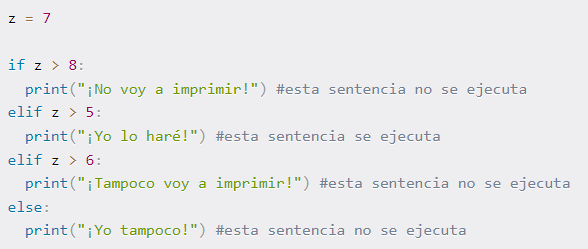 z = 7
if z > 8:
print("¡No voy a imprimir!") #esta sentencia no se ejecuta
elif z > 5:
print("¡Yo lo haré!") #esta sentencia se ejecuta
elif z > 6:
print("¡Tampoco voy a imprimir!") #esta sentencia no se ejecuta
else:
print("¡Yo tampoco!") #esta sentencia no se ejecuta